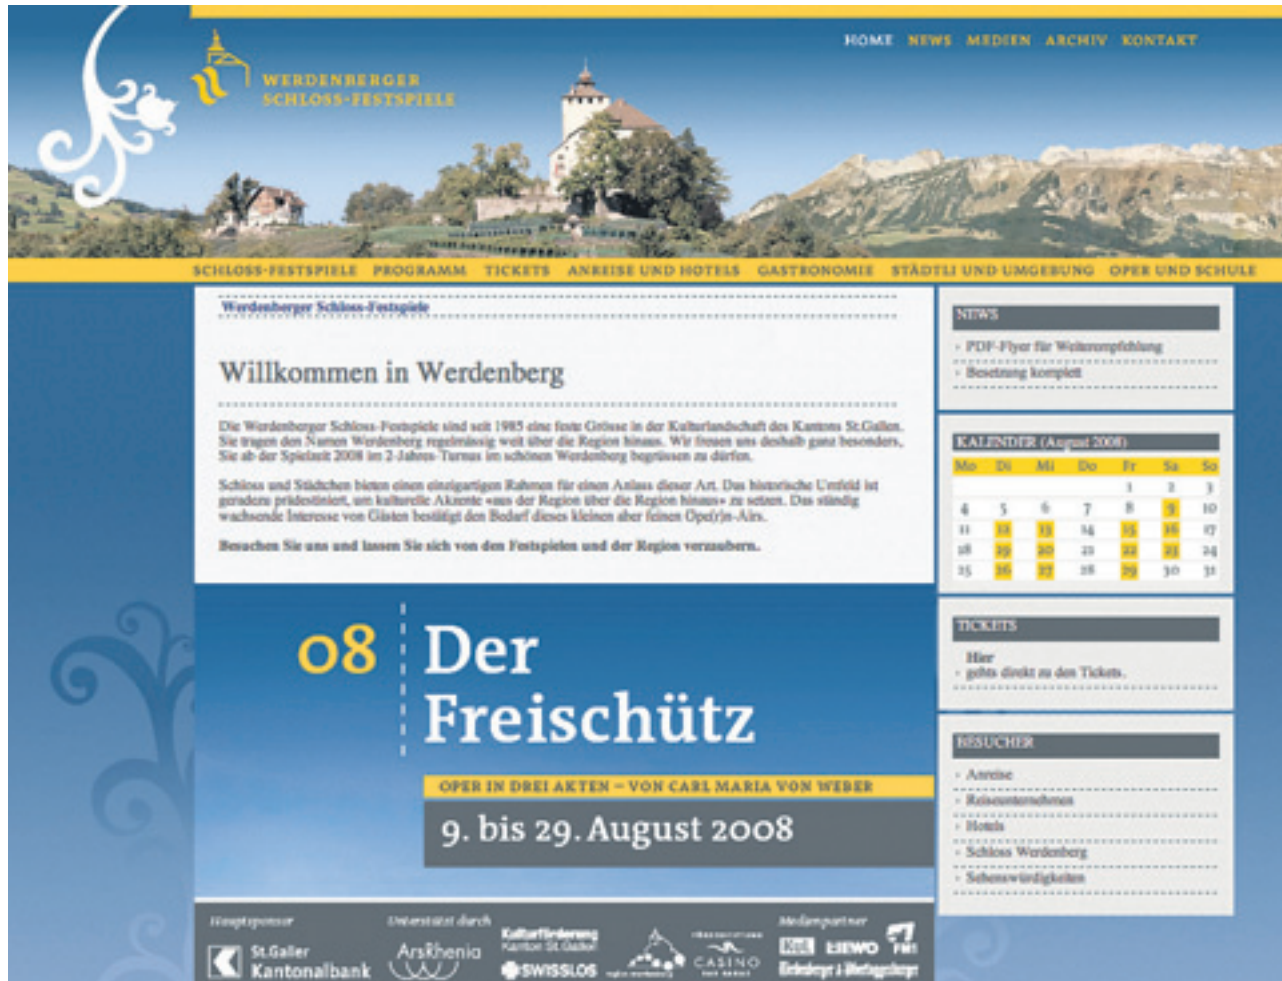 HOME NEWS MEDIEN ARCHIV KONTAKT
WERDENBERGER
SCHLOSS-FESTSPIELE
SCHLOSS-FESTSPIELE PROGRAMM TICKETS ANREISE UND HOTELS GASTRONOMIE STÄDTLI UND UMGEBUNG OPER UND SCHULE
Werdenberger Schloss-Festspiele
Willkommen in Werdenberg
Die Werdenberger Schloss-Festspiele sind seit 1985 eine feste Grösse in der Kulturlandschaft des Kantons St.Gallen.
Sie tragen den Namen Werdenberg regelmässig weit über die Region hinaus. Wir freuen uns deshalb ganz besonders,
Sie ab der Spielzeit 2008 im 2-Jahres-Turnus im schönen Werdenberg begrüssen zu dürfen.
Schloss und Städtchen bieten einen einzigartigen Rahmen für einen Anlass dieser Art. Das historische Umfeld ist
geradezu prädestiniert, um kulturelle Akzente «aus der Region über die Region hinaus» zu setzen. Das ständig
wachsende Interesse von Gästen bestätigt den Bedarf dieses kleinen aber feinen Ope(r)n-Airs.
Besuchen Sie uns und lassen Sie sich von den Festspielen und der Region verzaubern.
08
Der
Freischütz
OPER IN DREI AKTEN – VON CARL MARIA VON WEBER
9. bis 29. August 2008
Hauptsponsor
St.Galler
Kantonalbank
Unterstützt durch
ArsRhenia
Kulturförderung
Kanton St.Gallen
SWISSLOS
CASINO
BAD RAGAZ
Medienpartner
FM1
NEWS
› PDF-Flyer für Weiterempfehlung
› Besetzung komplett
KALENDER (August 2008)
Mo Di Mi Do Fr Sa So
1 2 3
4 5 6 7 8 9 10
11 12 13 14 15 16 17
18 19 20 21 22 23 24
25 26 27 28 29 30 31
TICKETS
Hier
› gehts direkt zu den Tickets.
BESUCHER
› Anreise
› Reiseunternehmen
› Hotels
› Schloss Werdenberg
› Sehenswürdigkeiten